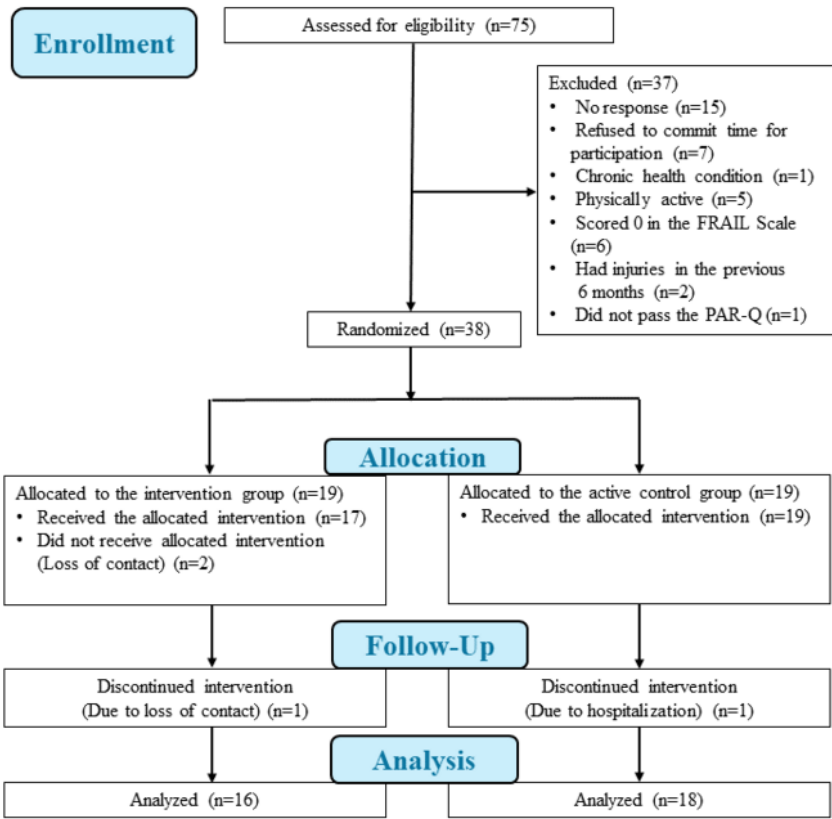 Enrollment
Assessed for eligibility (n=75)
Excluded (n=37)
• No response (n=15)
• Refused to commit time for
participation (n=7)
• Chronic health condition (n=1)
• Physically active (n=5)
• Scored 0 in the FRAIL Scale
(n=6)
• Had injuries in the previous
6 months (n=2)
• Did not pass the PAR-Q (n=1)
Randomized (n=38)
Allocation
Allocated to the intervention group (n=19)
• Received the allocated intervention (n=17)
• Did not receive allocated intervention
(Loss of contact) (n=2)
Allocated to the active control group (n=19)
• Received the allocated intervention (n=19)
Follow-Up
Discontinued intervention
(Due to loss of contact) (n=1)
Discontinued intervention
(Due to hospitalization) (n=1)
Analysis
Analyzed (n=16)
Analyzed (n=18)